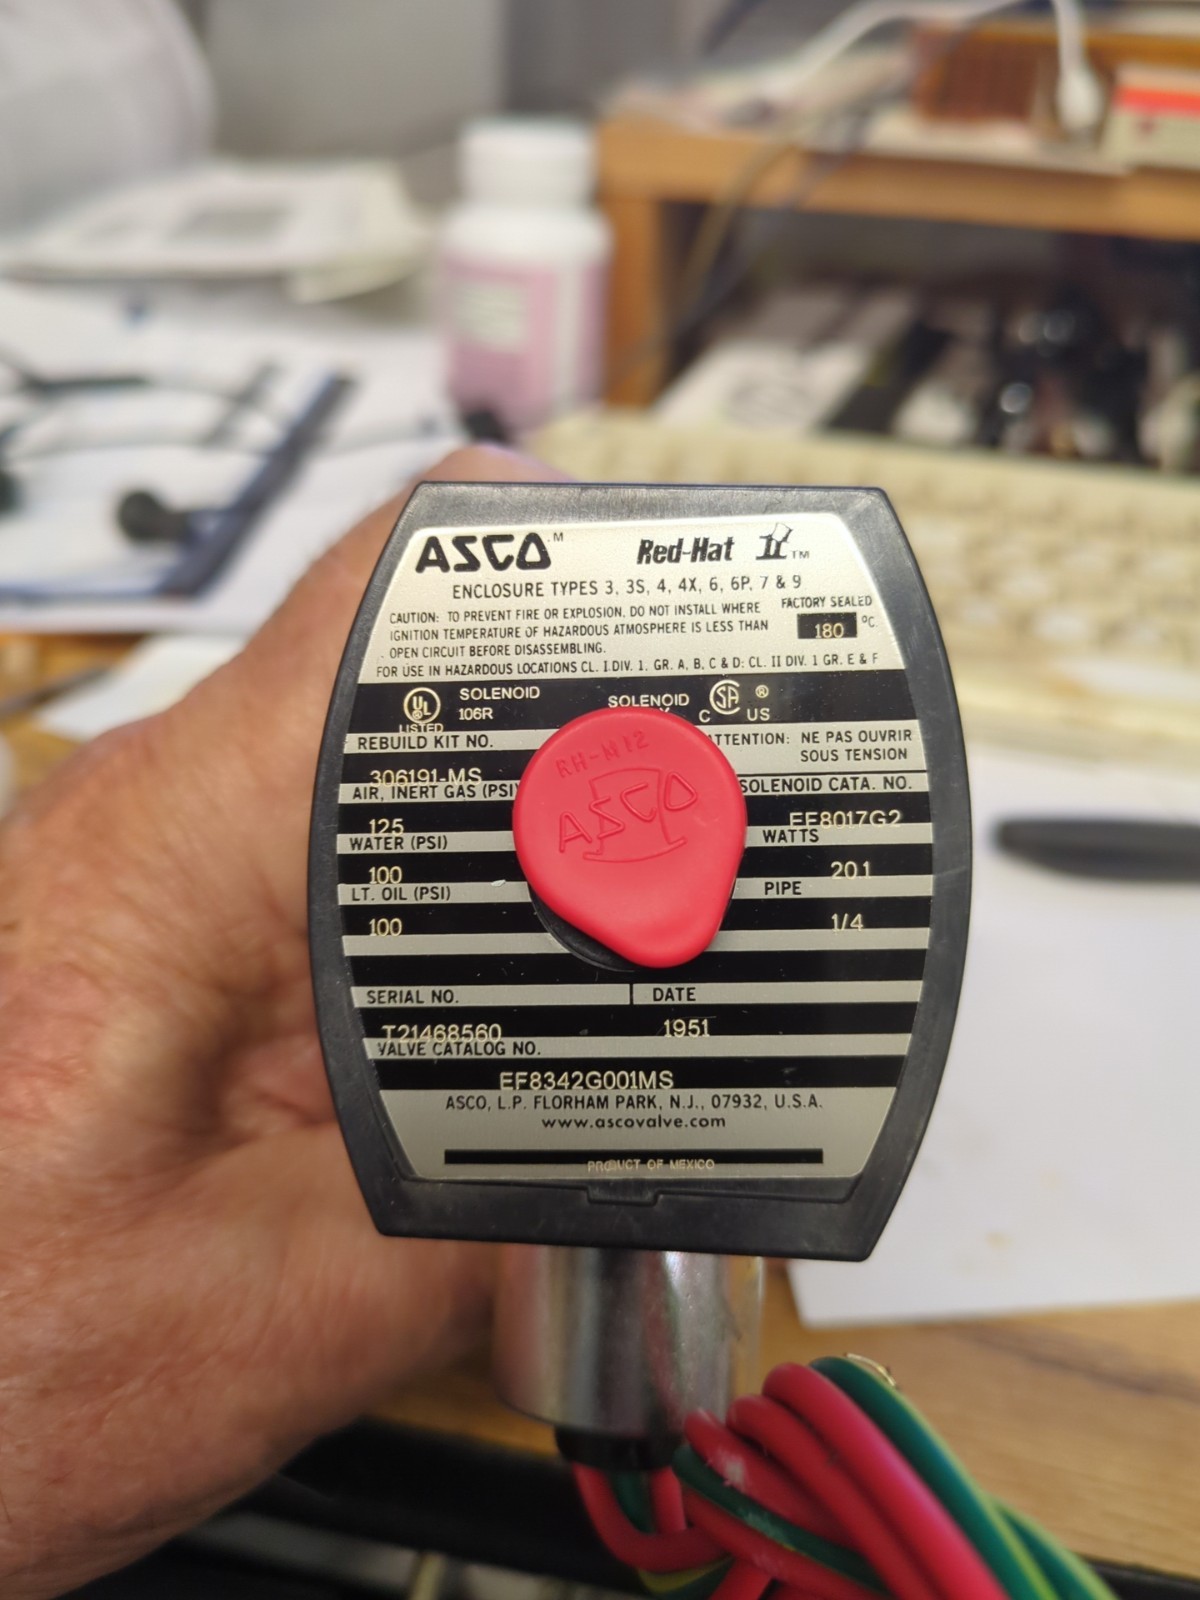 ASCO™ Red-Hat II™
ENCLOSURE TYPES 3, 3S, 4, 4X, 6, 6P, 7 & 9
CAUTION: TO PREVENT FIRE OR EXPLOSION, DO NOT INSTALL WHERE
IGNITION TEMPERATURE OF HAZARDOUS ATMOSPHERE IS LESS THAN
FACTORY SEALED
180 °C.
OPEN CIRCUIT BEFORE DISASSEMBLING.
FOR USE IN HAZARDOUS LOCATIONS CL. I DIV. 1. GR. A, B, C & D; CL. II DIV. 1 GR. E & F
UL ®
LISTED
SOLENOID
106R
SOLENOID
C SA ® US
REBUILD KIT NO.
306191-MS
ATTENTION: NE PAS OUVRIR
SOUS TENSION
AIR, INERT GAS (PSI)
125
SOLENOID CATA. NO.
EF8017G2
WATER (PSI)
100
WATTS
20.1
LT. OIL (PSI)
100
PIPE
1/4
RH-N12
ASCO
SERIAL NO.
T21468560
DATE
1951
VALVE CATALOG NO.
EF8342G001MS
ASCO, L.P. FLORHAM PARK, N.J., 07932, U.S.A.
www.ascovalve.com
PRODUCT OF MEXICO